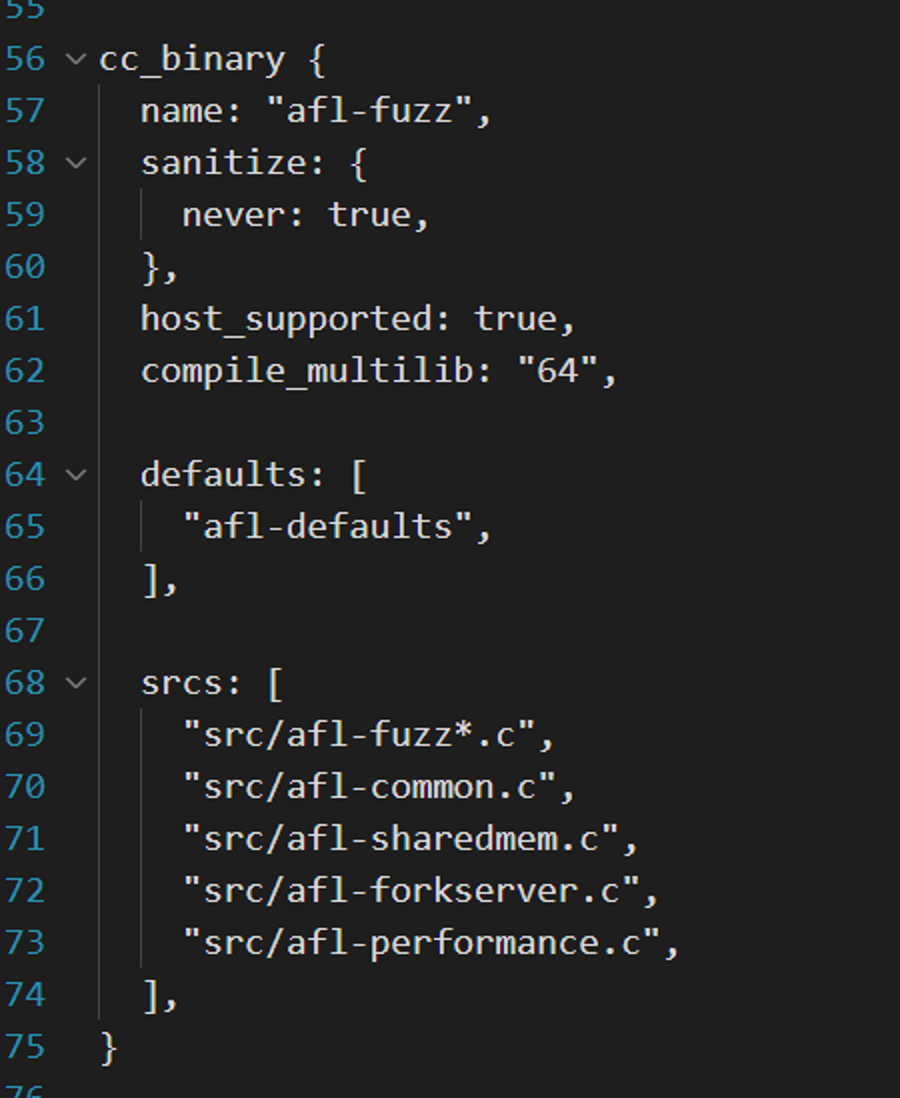 55
56 cc_binary {
57 name: "afl-fuzz",
58 sanitize: {
59 never: true,
60 },
61 host_supported: true,
62 compile_multilib: "64",
63
64 defaults: [
65 "afl-defaults",
66 ],
67
68 srcs: [
69 "src/afl-fuzz*.c",
70 "src/afl-common.c",
71 "src/afl-sharedmem.c",
72 "src/afl-forkserver.c",
73 "src/afl-performance.c",
74 ],
75 }
76